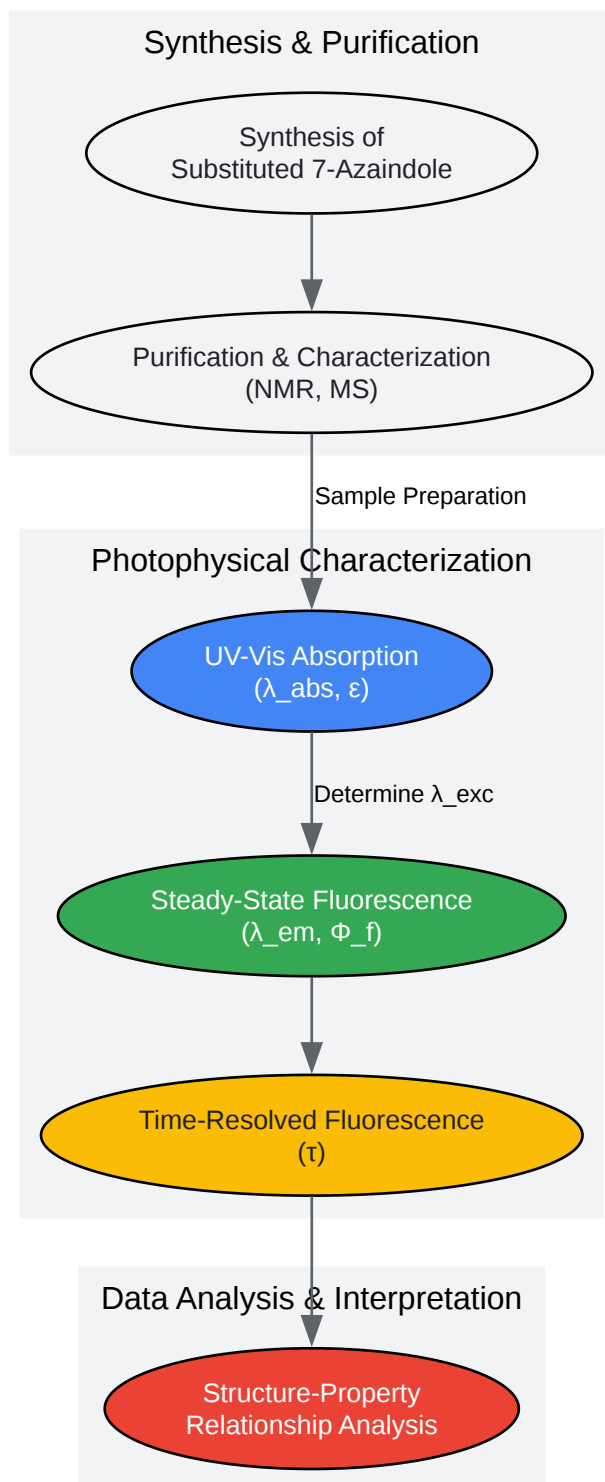 Synthesis & Purification
Synthesis of
Substituted 7-Azaindole
Purification & Characterization
(NMR, MS)
Sample Preparation
Photophysical Characterization
UV-Vis Absorption
(λ_abs, ε)
Determine λ_exc
Steady-State Fluorescence
(λ_em, Φ_f)
Time-Resolved Fluorescence
(τ)
Data Analysis & Interpretation
Structure-Property
Relationship Analysis